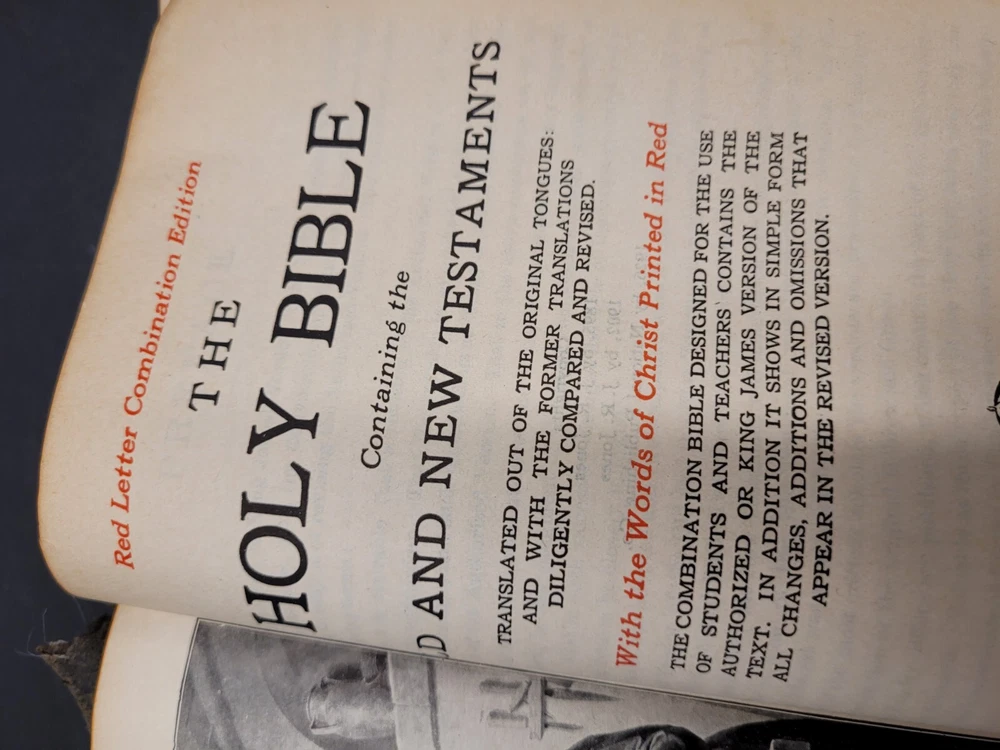 Red Letter Combination Edition
THE
HOLY BIBLE
Containing the
D AND NEW TESTAMENTS
TRANSLATED OUT OF THE ORIGINAL TONGUES:
AND WITH THE FORMER TRANSLATIONS
DILIGENTLY COMPARED AND REVISED.
With the Words of Christ Printed in Red
THE COMBINATION BIBLE DESIGNED FOR THE USE
OF STUDENTS AND TEACHERS CONTAINS THE
AUTHORIZED OR KING JAMES VERSION OF THE
TEXT. IN ADDITION IT SHOWS IN SIMPLE FORM
ALL CHANGES, ADDITIONS AND OMISSIONS THAT
APPEAR IN THE REVISED VERSION.